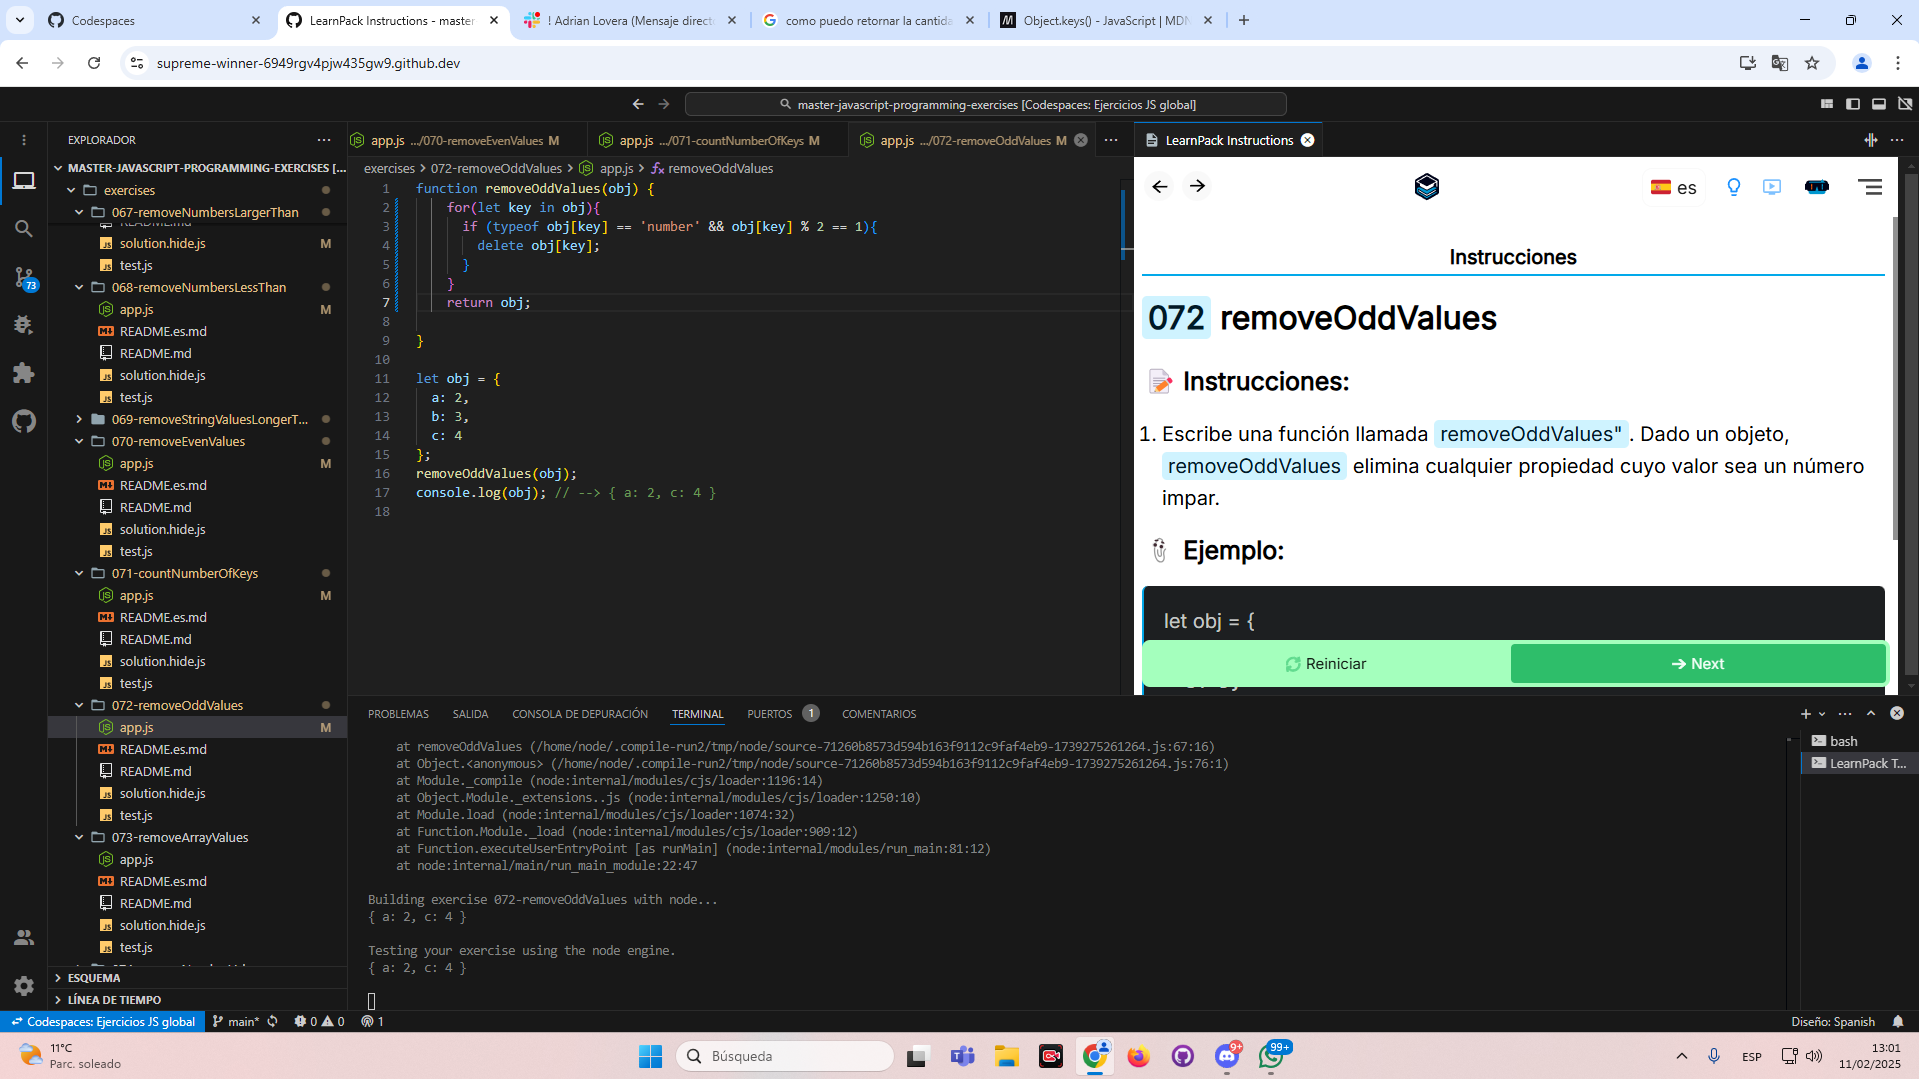 Codespaces
LearnPack Instructions - master
! Adrian Lovera (Mensaje direct
como puedo retornar la cantida
Object.keys() - JavaScript | MDN
supreme-winner-6949rgv4pjw435gw9.github.dev
master-javascript-programming-exercises [Codespaces: Ejercicios JS global]
EXPLORADOR
MASTER-JAVASCRIPT-PROGRAMMING-EXERCISES [...
exercises
067-removeNumbersLargerThan
README.md
solution.hide.js M
test.js
068-removeNumbersLessThan
app.js M
README.es.md
README.md
solution.hide.js
test.js
069-removeStringValuesLongerT...
070-removeEvenValues
app.js M
README.es.md
README.md
solution.hide.js
test.js
071-countNumberOfKeys
app.js M
README.es.md
README.md
solution.hide.js
test.js
072-removeOddValues
app.js M
README.es.md
README.md
solution.hide.js
test.js
073-removeArrayValues
app.js
README.es.md
README.md
solution.hide.js
test.js
ESQUEMA
LÍNEA DE TIEMPO
73
app.js .../070-removeEvenValues M
app.js .../071-countNumberOfKeys M
app.js .../072-removeOddValues M
exercises > 072-removeOddValues > app.js > removeOddValues
1 function removeOddValues(obj) {
2 for(let key in obj){
3 if (typeof obj[key] == 'number' && obj[key] % 2 == 1){
4 delete obj[key];
5 }
6 }
7 return obj;
8
9 }
10
11 let obj = {
12 a: 2,
13 b: 3,
14 c: 4
15 };
16 removeOddValues(obj);
17 console.log(obj); // --> { a: 2, c: 4 }
18
LearnPack Instructions
es
Instrucciones
072 removeOddValues
Instrucciones:
1. Escribe una función llamada removeOddValues" . Dado un objeto,
removeOddValues elimina cualquier propiedad cuyo valor sea un número
impar.
Ejemplo:
let obj = {
Reiniciar
Next
PROBLEMAS
SALIDA
CONSOLA DE DEPURACIÓN
TERMINAL
PUERTOS 1
COMENTARIOS
bash
LearnPack T...
at removeOddValues (/home/node/.compile-run2/tmp/node/source-71260b8573d594b163f9112c9faf4eb9-1739275261264.js:67:16)
at Object.<anonymous> (/home/node/.compile-run2/tmp/node/source-71260b8573d594b163f9112c9faf4eb9-1739275261264.js:76:1)
at Module._compile (node:internal/modules/cjs/loader:1196:14)
at Object.Module._extensions..js (node:internal/modules/cjs/loader:1250:10)
at Module.load (node:internal/modules/cjs/loader:1074:32)
at Function.Module._load (node:internal/modules/cjs/loader:909:12)
at Function.executeUserEntryPoint [as runMain] (node:internal/modules/run_main:81:12)
at node:internal/main/run_main_module:22:47
Building exercise 072-removeOddValues with node...
{ a: 2, c: 4 }
Testing your exercise using the node engine.
{ a: 2, c: 4 }
Codespaces: Ejercicios JS global
main*
0 0
1
Diseño: Spanish
11°C
Parc. soleado
Búsqueda
9+
99+
ESP
13:01
11/02/2025